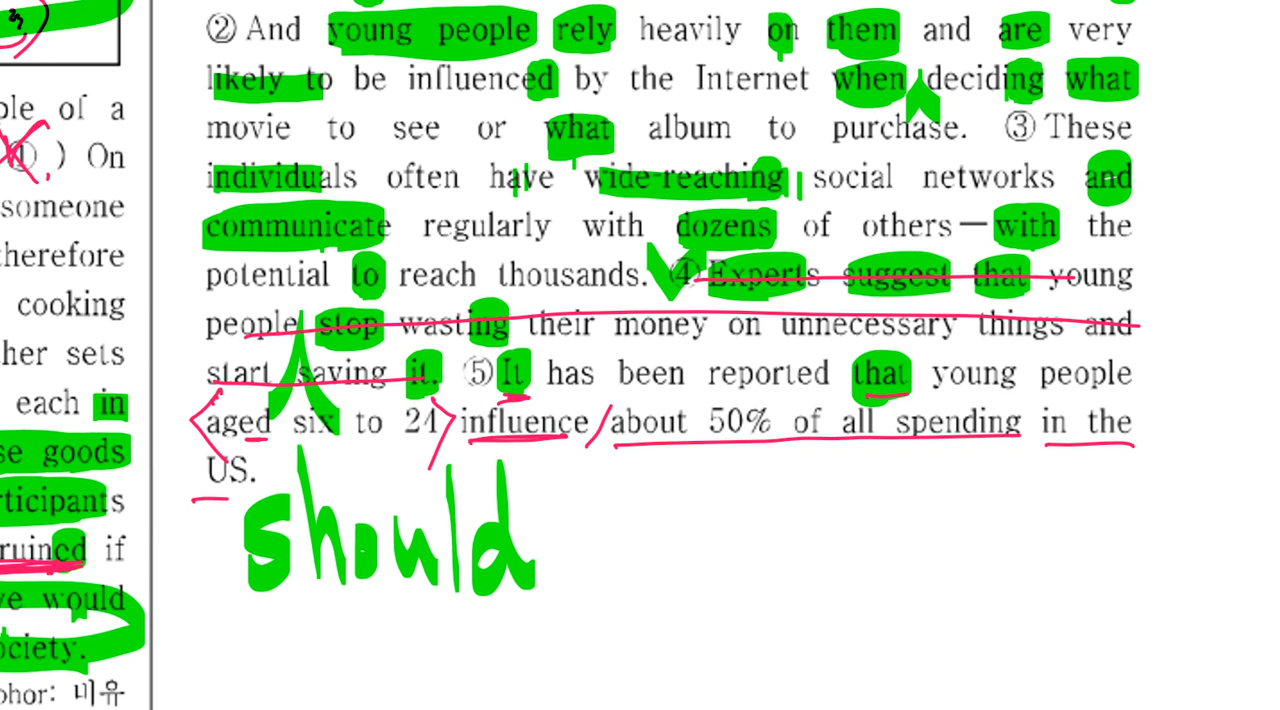 ple of a
① ) On
someone
therefore
cooking
her sets
each in
se goods
rticipants
ruined if
ve would
ociety.
phor: 비유
② And young people rely heavily on them and are very
likely to be influenced by the Internet when deciding what
movie to see or what album to purchase. ③ These
individuals often have wide-reaching social networks and
communicate regularly with dozens of others—with the
potential to reach thousands. ④ Experts suggest that young
people stop wasting their money on unnecessary things and
start saving it. ⑤ It has been reported that young people
aged six to 24 influence / about 50% of all spending in the
US.
should